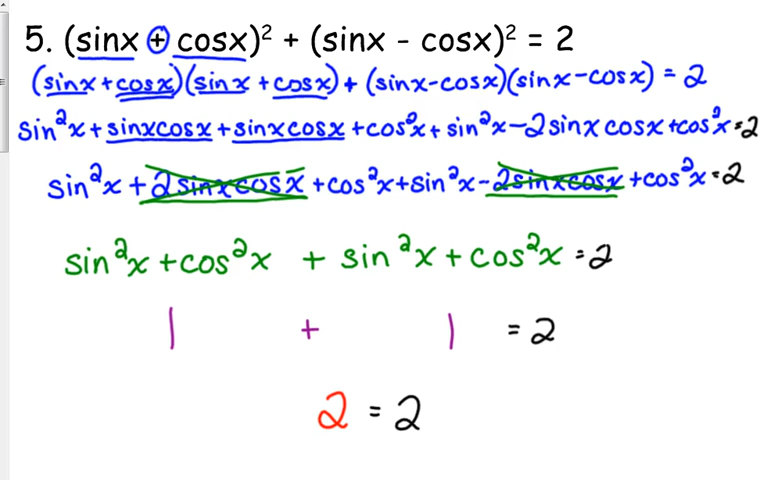 5. (sinx + cosx)² + (sinx - cosx)² = 2
(sinx + cosx)(sinx + cosx) + (sinx - cosx)(sinx - cosx) = 2
sin²x + sinxcosx + sinxcosx + cos²x + sin²x - 2sinxcosx + cos²x = 2
sin²x + 2sinxcosx + cos²x + sin²x - 2sinxcosx + cos²x = 2
sin²x + cos²x + sin²x + cos²x = 2
1 + 1 = 2
2 = 2